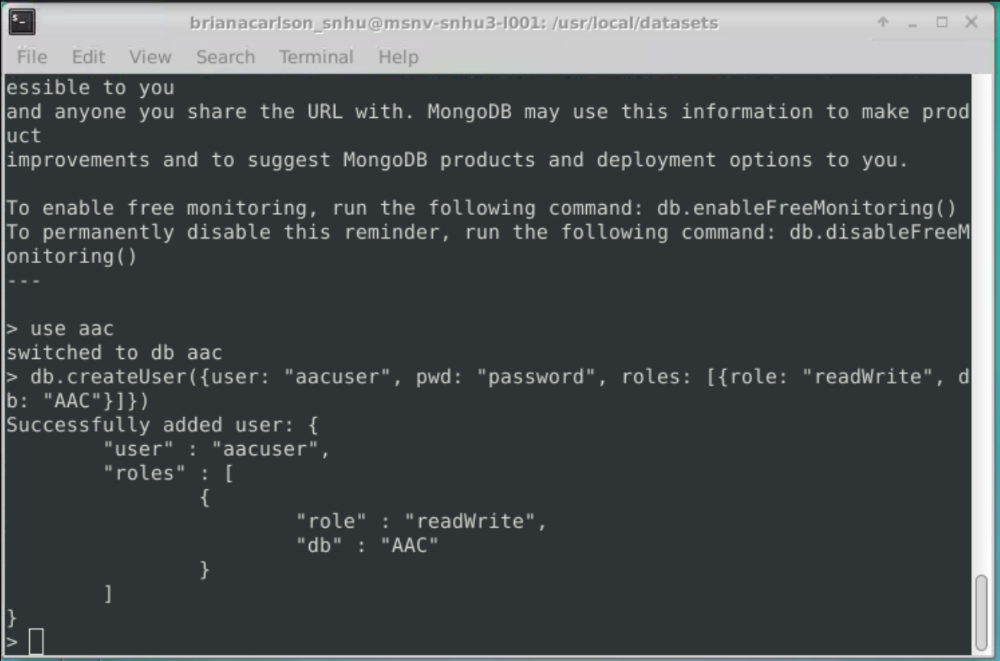 brianacarlson_snhu@msnv-snhu3-l001: /usr/local/datasets
File Edit View Search Terminal Help
essible to you
and anyone you share the URL with. MongoDB may use this information to make prod
uct
improvements and to suggest MongoDB products and deployment options to you.

To enable free monitoring, run the following command: db.enableFreeMonitoring()
To permanently disable this reminder, run the following command: db.disableFreeM
onitoring()
---

> use aac
switched to db aac
> db.createUser({user: "aacuser", pwd: "password", roles: [{role: "readWrite", d
b: "AAC"}]})
Successfully added user: {
        "user" : "aacuser",
        "roles" : [
                {
                        "role" : "readWrite",
                        "db" : "AAC"
                }
        ]
}
>